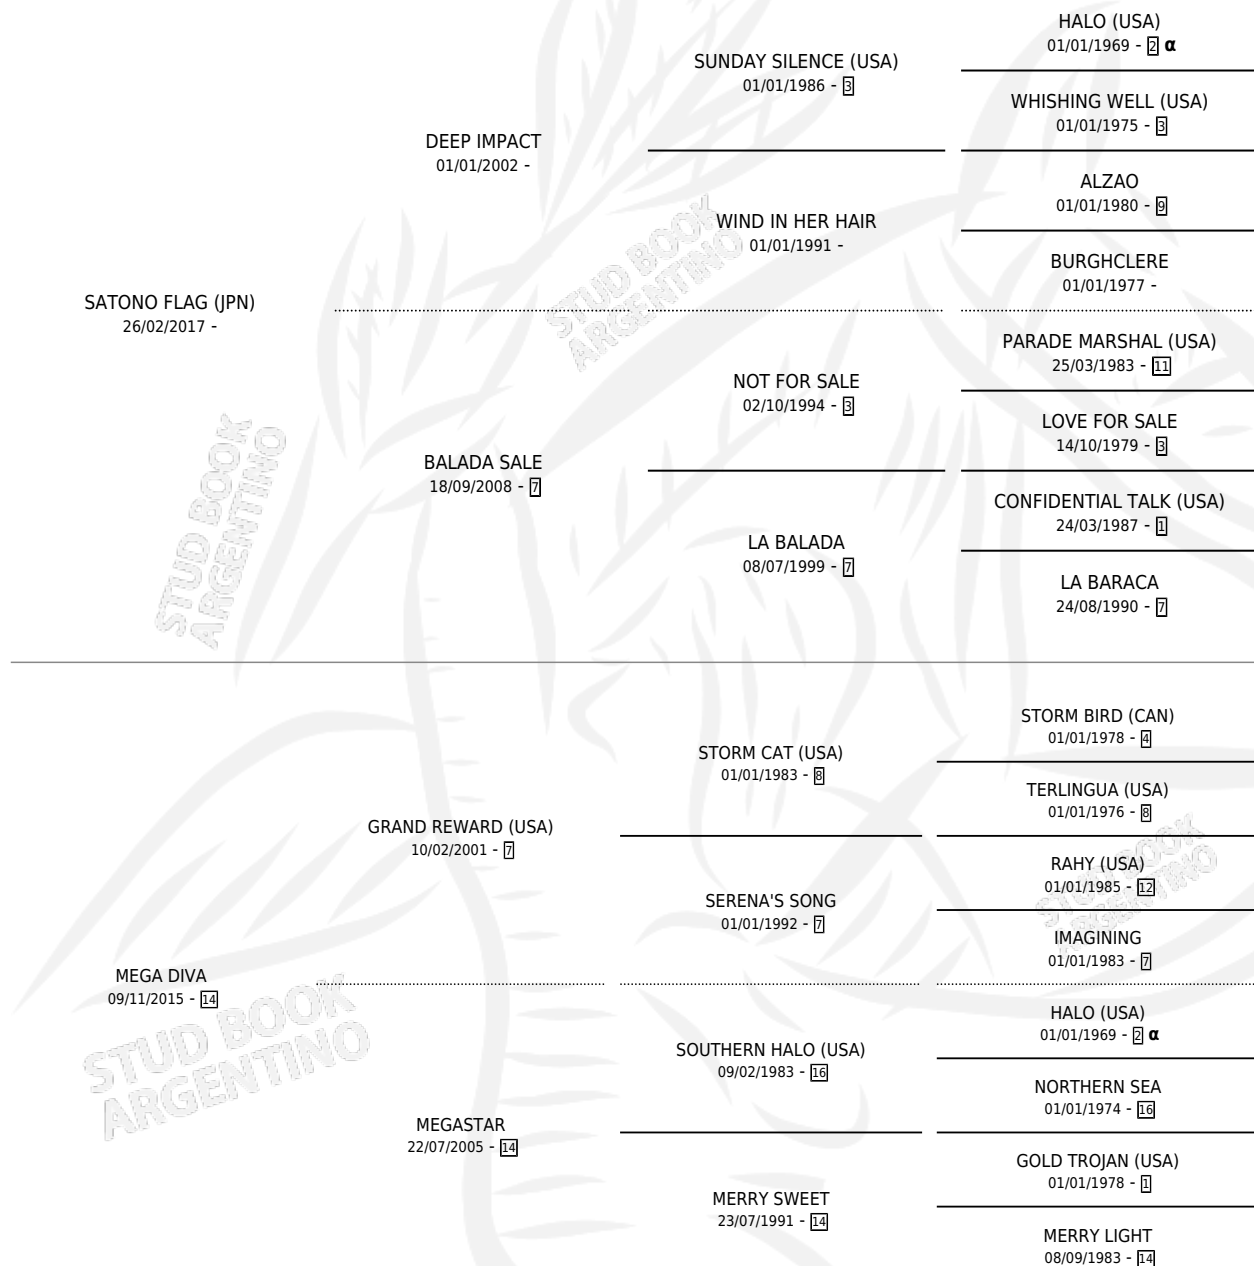 SATONO FLAG (JPN)
26/02/2017 -
DEEP IMPACT
01/01/2002 -
BALADA SALE
18/09/2008 - 7
SUNDAY SILENCE (USA)
01/01/1986 - 3
WIND IN HER HAIR
01/01/1991 -
NOT FOR SALE
02/10/1994 - 3
LA BALADA
08/07/1999 - 7
HALO (USA)
01/01/1969 - 2 α
WHISHING WELL (USA)
01/01/1975 - 3
ALZAO
01/01/1980 - 9
BURGHCLERE
01/01/1977 -
PARADE MARSHAL (USA)
25/03/1983 - 11
LOVE FOR SALE
14/10/1979 - 3
CONFIDENTIAL TALK (USA)
24/03/1987 - 1
LA BARACA
24/08/1990 - 7
MEGA DIVA
09/11/2015 - 14
GRAND REWARD (USA)
10/02/2001 - 7
MEGASTAR
22/07/2005 - 14
STORM CAT (USA)
01/01/1983 - 8
SERENA'S SONG
01/01/1992 - 7
SOUTHERN HALO (USA)
09/02/1983 - 16
MERRY SWEET
23/07/1991 - 14
STORM BIRD (CAN)
01/01/1978 - 4
TERLINGUA (USA)
01/01/1976 - 8
RAHY (USA)
01/01/1985 - 12
IMAGINING
01/01/1983 - 7
HALO (USA)
01/01/1969 - 2 α
NORTHERN SEA
01/01/1974 - 16
GOLD TROJAN (USA)
01/01/1978 - 1
MERRY LIGHT
08/09/1983 - 14
STUD BOOK
ARGENTINO
STUD BOOK
ARGENTINO
STUD BOOK
ARGENTINO
STUD BOOK
ARGENTINO